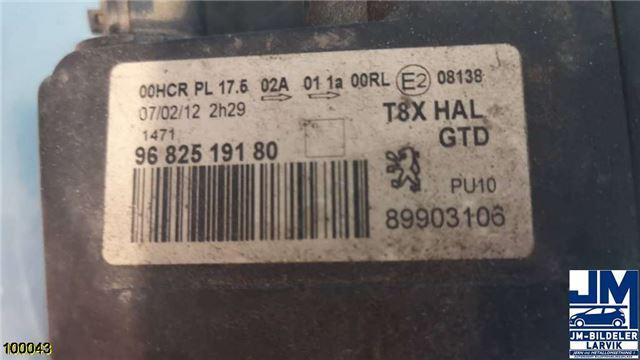 00HCR PL 17.5 02A 01 1a 00RL E2 08138
07/02/12 2h29
1471
T8X HAL
GTD
96 825 191 80
PU10
89903106
JM
JM-BILDELER
LARVIK
100043